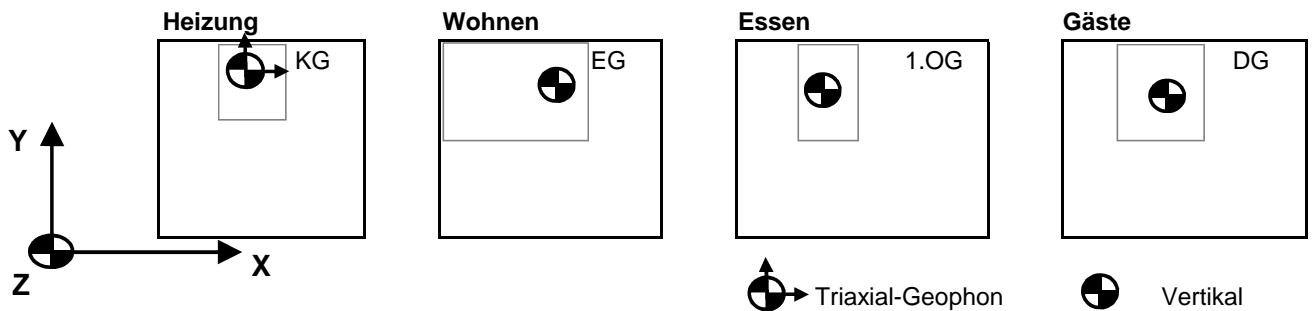 Heizung
KG
Wohnen
EG
Essen
1.OG
Gäste
DG
Y
X
Z
Triaxial-Geophon
Vertikal